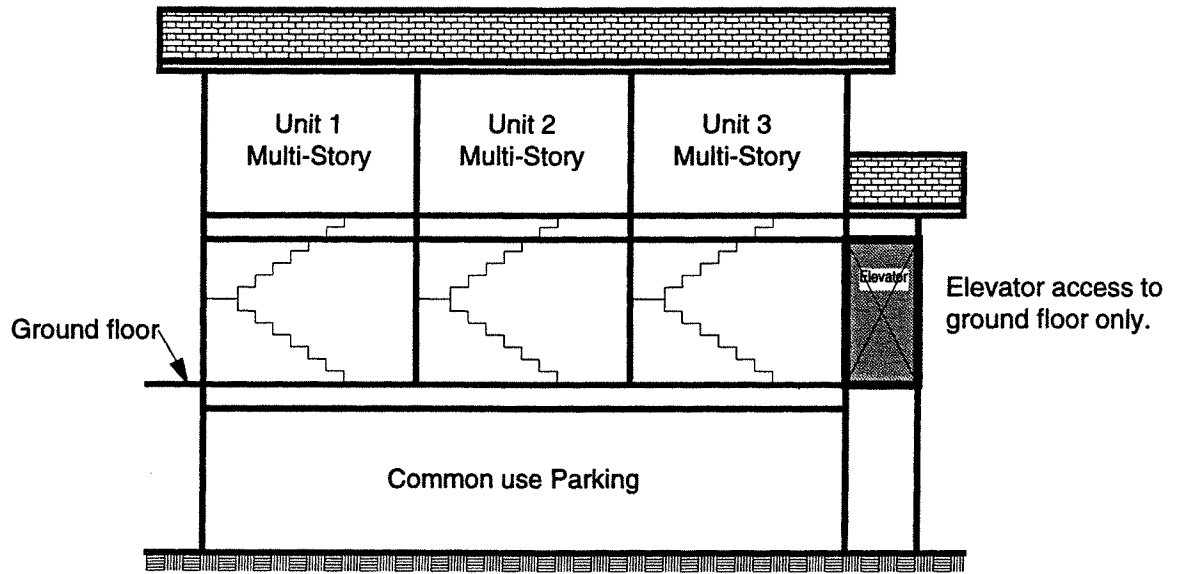 Unit 1
Multi-Story
Unit 2
Multi-Story
Unit 3
Multi-Story
Elevator
Elevator access to
ground floor only.
Ground floor
Common use Parking